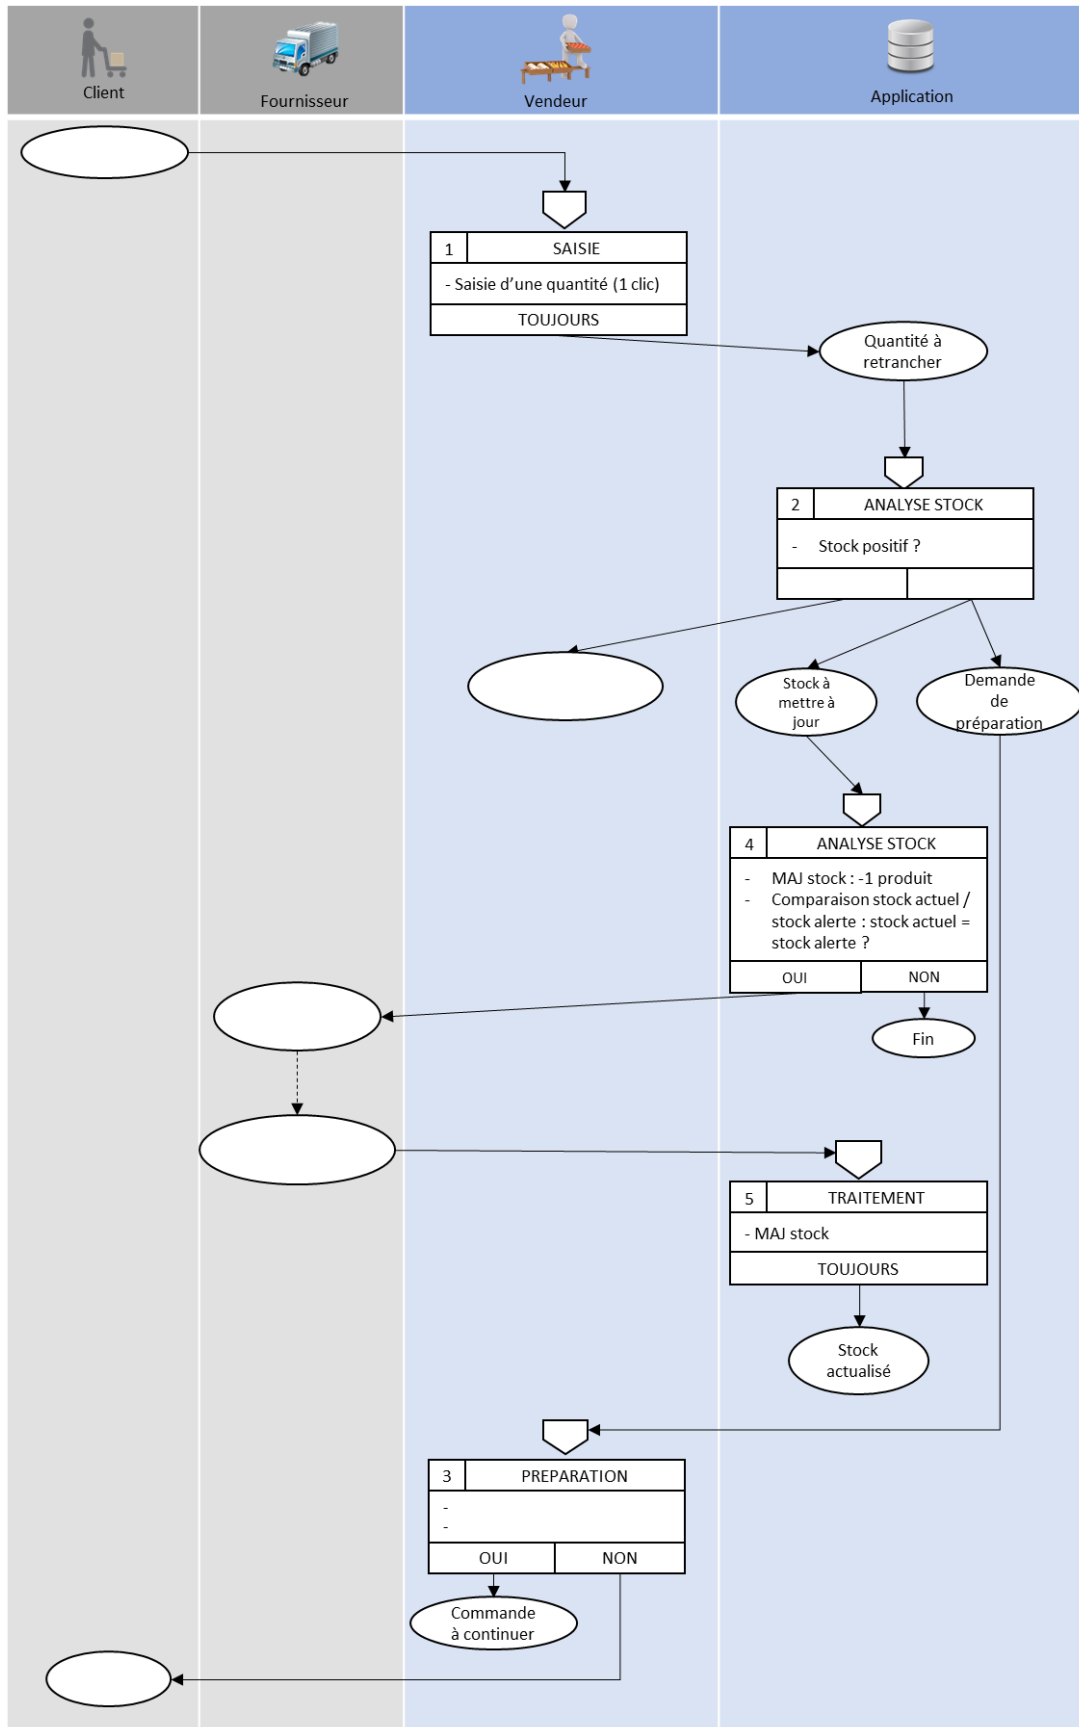 Client
Fournisseur
Vendeur
Application
1
SAISIE
- Saisie d’une quantité (1 clic)
TOUJOURS
Quantité à
retrancher
2
ANALYSE STOCK
- Stock positif ?
Stock à
mettre à
jour
Demande
de
préparation
4
ANALYSE STOCK
- MAJ stock : -1 produit
- Comparaison stock actuel /
stock alerte : stock actuel =
stock alerte ?
OUI
NON
Fin
5
TRAITEMENT
- MAJ stock
TOUJOURS
Stock
actualisé
3
PREPARATION
-
-
OUI
NON
Commande
à continuer